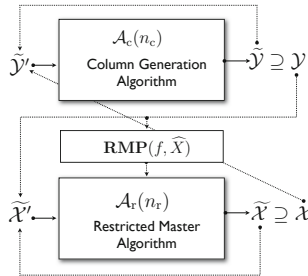 𝒜c(nc)
Ỹ′ Column Generation Algorithm Ỹ ⊇ Y
RMP(f, X̂)
𝒜r(nr)
X̃′ Restricted Master Algorithm X̃ ⊇ X